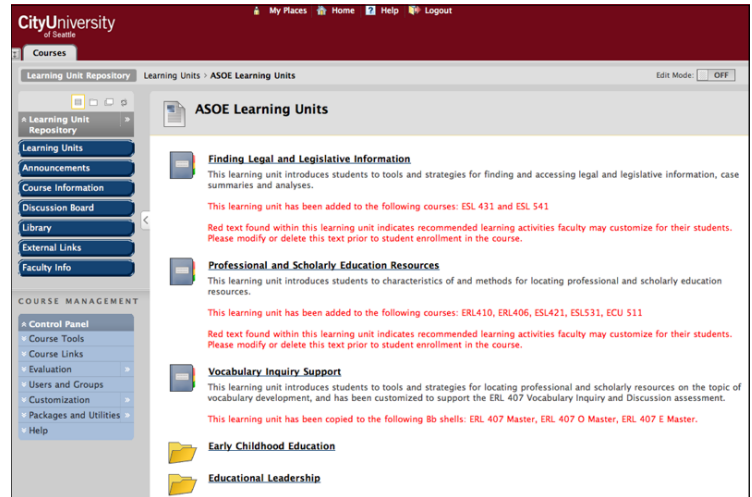 My Places Home ? Help Logout
CityUniversity
of Seattle
Courses
Learning Unit Repository Learning Units > ASOE Learning Units Edit Mode: OFF
ASOE Learning Units
Learning Unit
Repository
Learning Units
Announcements
Course Information
Discussion Board
Library
External Links
Faculty Info
COURSE MANAGEMENT
Control Panel
Course Tools
Course Links
Evaluation
Users and Groups
Customization
Packages and Utilities
Help
Finding Legal and Legislative Information
This learning unit introduces students to tools and strategies for finding and accessing legal and legislative information, case
summaries and analyses.
This learning unit has been added to the following courses: ESL 431 and ESL 541
Red text found within this learning unit indicates recommended learning activities faculty may customize for their students.
Please modify or delete this text prior to student enrollment in the course.
Professional and Scholarly Education Resources
This learning unit introduces students to characteristics of and methods for locating professional and scholarly education
resources.
This learning unit has been added to the following courses: ERL410, ERL406, ESL421, ESL531, ECU 511
Red text found within this learning unit indicates recommended learning activities faculty may customize for their students.
Please modify or delete this text prior to student enrollment in the course.
Vocabulary Inquiry Support
This learning unit introduces students to tools and strategies for locating professional and scholarly resources on the topic of
vocabulary development, and has been customized to support the ERL 407 Vocabulary Inquiry and Discussion assessment.
This learning unit has been copied to the following Bb shells: ERL 407 Master, ERL 407 O Master, ERL 407 E Master.
Early Childhood Education
Educational Leadership